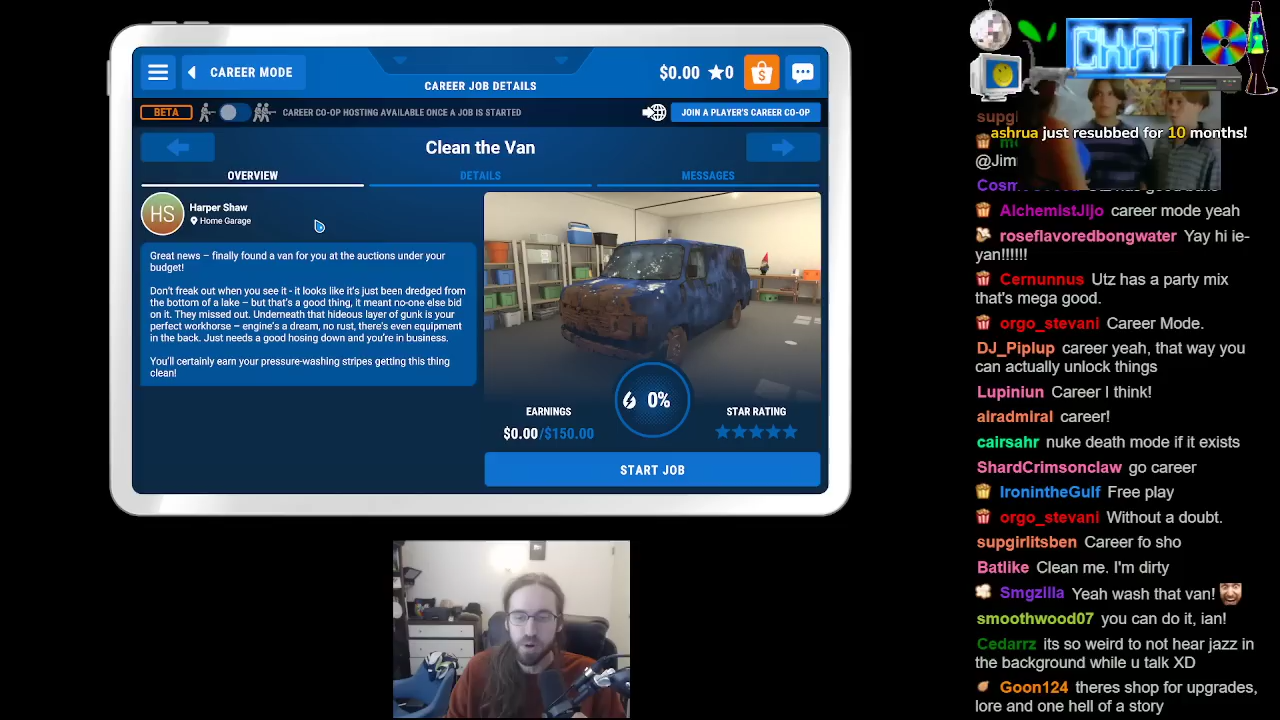 CAREER MODE
CAREER JOB DETAILS
$0.00 ★0
BETA
CAREER CO-OP HOSTING AVAILABLE ONCE A JOB IS STARTED
JOIN A PLAYER'S CAREER CO-OP
Clean the Van
OVERVIEW
DETAILS
MESSAGES
HS
Harper Shaw
Home Garage
Great news – finally found a van for you at the auctions under your
budget!
Don't freak out when you see it - it looks like it's just been dredged from
the bottom of a lake – but that's a good thing, it meant no-one else bid
on it. They missed out. Underneath that hideous layer of gunk is your
perfect workhorse – engine's a dream, no rust, there's even equipment
in the back. Just needs a good hosing down and you're in business.
You'll certainly earn your pressure-washing stripes getting this thing
clean!
0%
EARNINGS
$0.00/$150.00
STAR RATING
START JOB
CHAT
ashrua just resubbed for 10 months!
AlchemistJIjo career mode yeah
roseflavoredbongwater Yay hi ie-
yan!!!!!!
Cernunnus Utz has a party mix
that's mega good.
orgo_stevani Career Mode.
DJ_Piplup career yeah, that way you
can actually unlock things
Lupiniun Career I think!
alradmiral career!
cairsahr nuke death mode if it exists
ShardCrimsonclaw go career
IronintheGulf Free play
orgo_stevani Without a doubt.
supgirlitsben Career fo sho
Batlike Clean me. I'm dirty
Smgzilla Yeah wash that van!
smoothwood07 you can do it, ian!
Cedarrz its so weird to not hear jazz in
the background while u talk XD
Goon124 theres shop for upgrades,
lore and one hell of a story